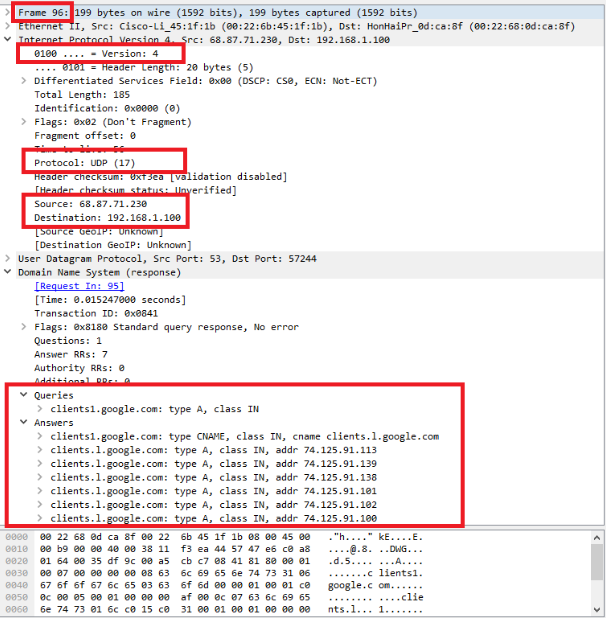 Frame 96: 199 bytes on wire (1592 bits), 199 bytes captured (1592 bits)
Ethernet II, Src: Cisco-Li_45:1f:1b (00:22:6b:45:1f:1b), Dst: HonHaiPr_0d:ca:8f (00:22:68:0d:ca:8f)
Internet Protocol Version 4, Src: 68.87.71.230, Dst: 192.168.1.100
0100 .... = Version: 4
.... 0101 = Header Length: 20 bytes (5)
Differentiated Services Field: 0x00 (DSCP: CS0, ECN: Not-ECT)
Total Length: 185
Identification: 0x0000 (0)
Flags: 0x02 (Don't Fragment)
Fragment offset: 0
Time to live: 56
Protocol: UDP (17)
Header checksum: 0xf3ea [validation disabled]
[Header checksum status: Unverified]
Source: 68.87.71.230
Destination: 192.168.1.100
[Source GeoIP: Unknown]
[Destination GeoIP: Unknown]
User Datagram Protocol, Src Port: 53, Dst Port: 57244
Domain Name System (response)
[Request In: 95]
[Time: 0.015247000 seconds]
Transaction ID: 0x0841
Flags: 0x8180 Standard query response, No error
Questions: 1
Answer RRs: 7
Authority RRs: 0
Additional RRs: 0
Queries
clients1.google.com: type A, class IN
Answers
clients1.google.com: type CNAME, class IN, cname clients.l.google.com
clients.l.google.com: type A, class IN, addr 74.125.91.113
clients.l.google.com: type A, class IN, addr 74.125.91.139
clients.l.google.com: type A, class IN, addr 74.125.91.138
clients.l.google.com: type A, class IN, addr 74.125.91.101
clients.l.google.com: type A, class IN, addr 74.125.91.102
clients.l.google.com: type A, class IN, addr 74.125.91.100
0000 00 22 68 0d ca 8f 00 22 6b 45 1f 1b 08 00 45 00 ."h...." kE....E.
0010 00 b9 00 00 40 00 38 11 f3 ea 44 57 47 e6 c0 a8 ....@.8. ..DWG...
0020 01 64 00 35 df 9c 00 a5 cb c7 08 41 81 80 00 01 .d.5.... ...A....
0030 00 07 00 00 00 00 08 63 6c 69 65 6e 74 73 31 06 .......c lients1.
0040 67 6f 6f 67 6c 65 03 63 6f 6d 00 00 01 00 01 c0 google.c om......
0050 0c 00 05 00 01 00 00 00 af 00 0c 07 63 6c 69 65 ........ ....clie
0060 6e 74 73 01 6c c0 15 c0 31 00 01 00 01 00 00 00 nts.l... 1.......